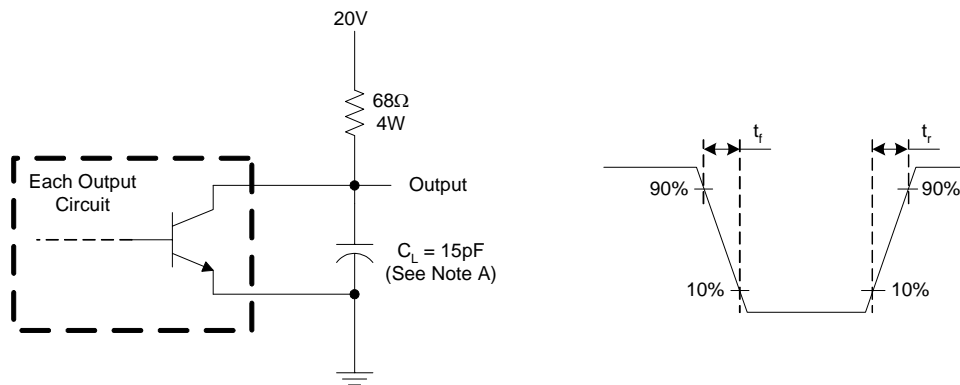 20V
68Ω
4W
Each Output
Circuit
Output
C_L = 15pF
(See Note A)
t_f
t_r
90%
90%
10%
10%